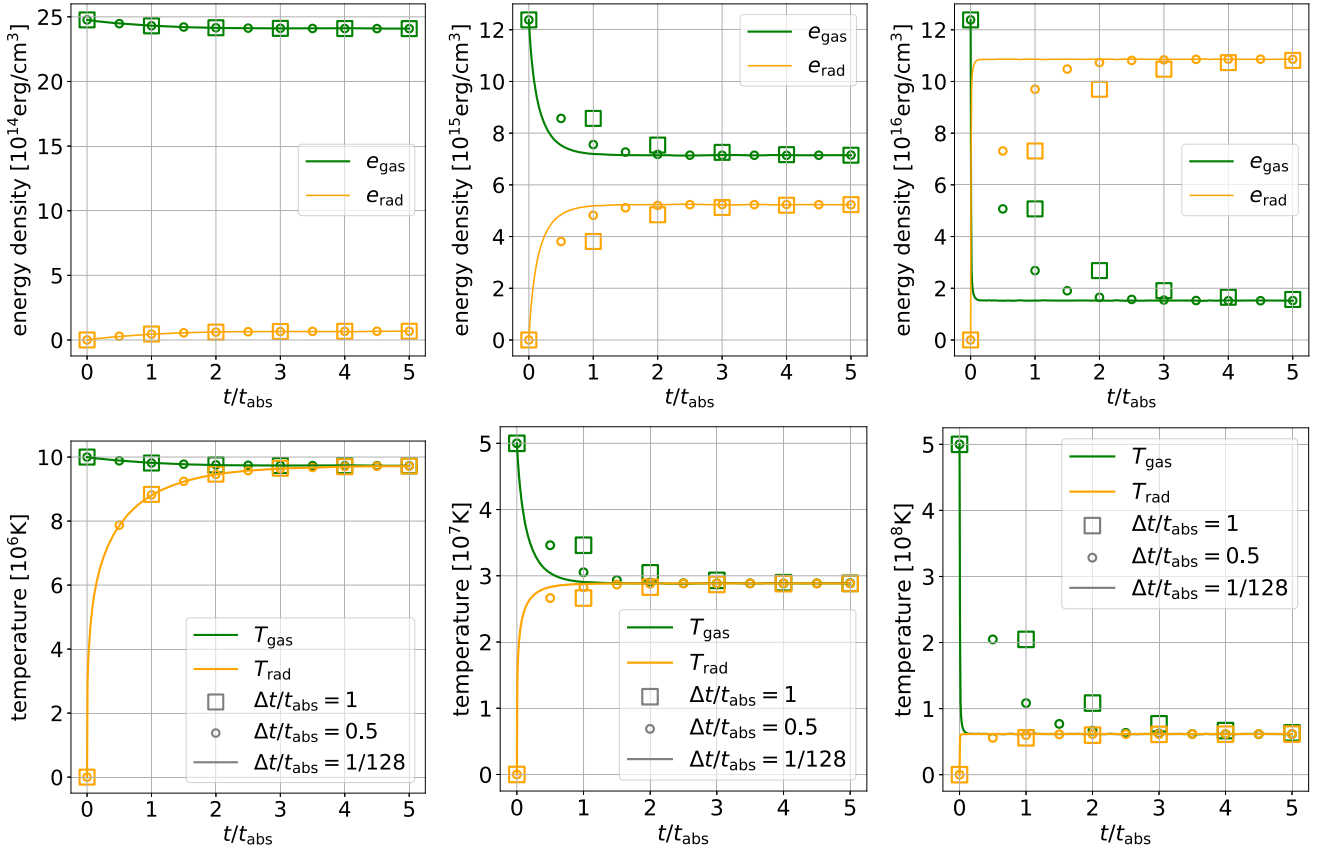 energy density [10^14 erg/cm^3]
25
20
15
10
5
0
e_gas
e_rad
0 1 2 3 4 5
t/t_abs
energy density [10^15 erg/cm^3]
12
10
8
6
4
2
0
e_gas
e_rad
0 1 2 3 4 5
t/t_abs
energy density [10^16 erg/cm^3]
12
10
8
6
4
2
0
e_gas
e_rad
0 1 2 3 4 5
t/t_abs
temperature [10^6 K]
10
8
6
4
2
0
T_gas
T_rad
Δt/t_abs = 1
Δt/t_abs = 0.5
Δt/t_abs = 1/128
0 1 2 3 4 5
t/t_abs
temperature [10^7 K]
5
4
3
2
1
0
T_gas
T_rad
Δt/t_abs = 1
Δt/t_abs = 0.5
Δt/t_abs = 1/128
0 1 2 3 4 5
t/t_abs
temperature [10^8 K]
5
4
3
2
1
0
T_gas
T_rad
Δt/t_abs = 1
Δt/t_abs = 0.5
Δt/t_abs = 1/128
0 1 2 3 4 5
t/t_abs